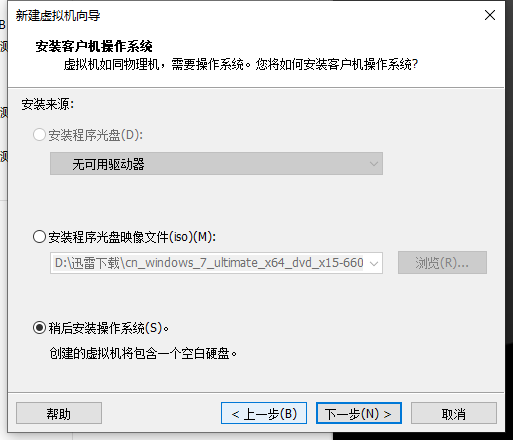 新建虚拟机向导
B
安装客户机操作系统
测
虚拟机如同物理机，需要操作系统。您将如何安装客户机操作系统?
安装来源:
测
安装程序光盘(D):
测
无可用驱动器
安装程序光盘映像文件(iso)(M):
D:\迅雷下载\cn_windows_7_ultimate_x64_dvd_x15-660
浏览(R)...
稍后安装操作系统(S)。
创建的虚拟机将包含一个空白硬盘。
帮助
< 上一步(B)
下一步(N) >
取消